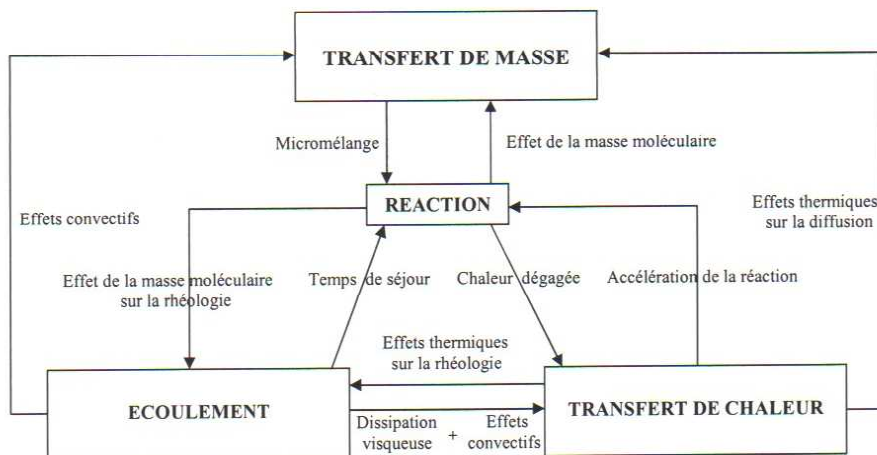 TRANSFERT DE MASSE
Micromélange
Effet de la masse moléculaire
REACTION
Effets convectifs
Effets thermiques
sur la diffusion
Effet de la masse moléculaire
sur la rhéologie
Temps de séjour
Chaleur dégagée
Accélération de la réaction
Effets thermiques
sur la rhéologie
ECOULEMENT
TRANSFERT DE CHALEUR
Dissipation
visqueuse
+
Effets
convectifs